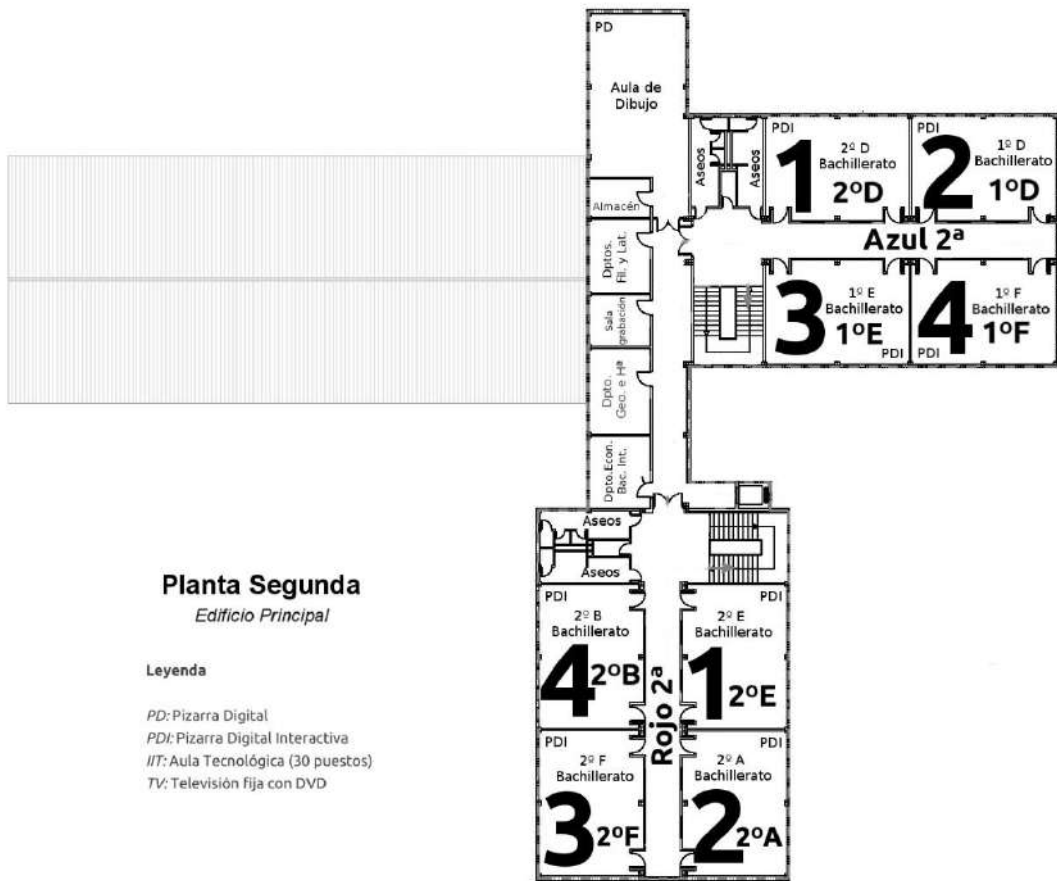 PD
Aula de
Dibujo
Almacén
Dptos.
Fil. y Lat.
Sala
grabación
Dpto.
Geo. e Hª
Dpto.Econ.
Bac. Int.
Aseos
Aseos
PDI
2º D
Bachillerato
1
2ºD
PDI
1º D
Bachillerato
2
1ºD
Azul 2ª
1º E
Bachillerato
3
1ºE
PDI
1º F
Bachillerato
4
1ºF
PDI
Aseos
Aseos
PDI
2º B
Bachillerato
4
2ºB
PDI
2º E
Bachillerato
1
2ºE
Rojo 2ª
PDI
2º F
Bachillerato
3
2ºF
PDI
2º A
Bachillerato
2
2ºA
Planta Segunda
Edificio Principal
Leyenda
PD: Pizarra Digital
PDI: Pizarra Digital Interactiva
IIT: Aula Tecnológica (30 puestos)
TV: Televisión fija con DVD